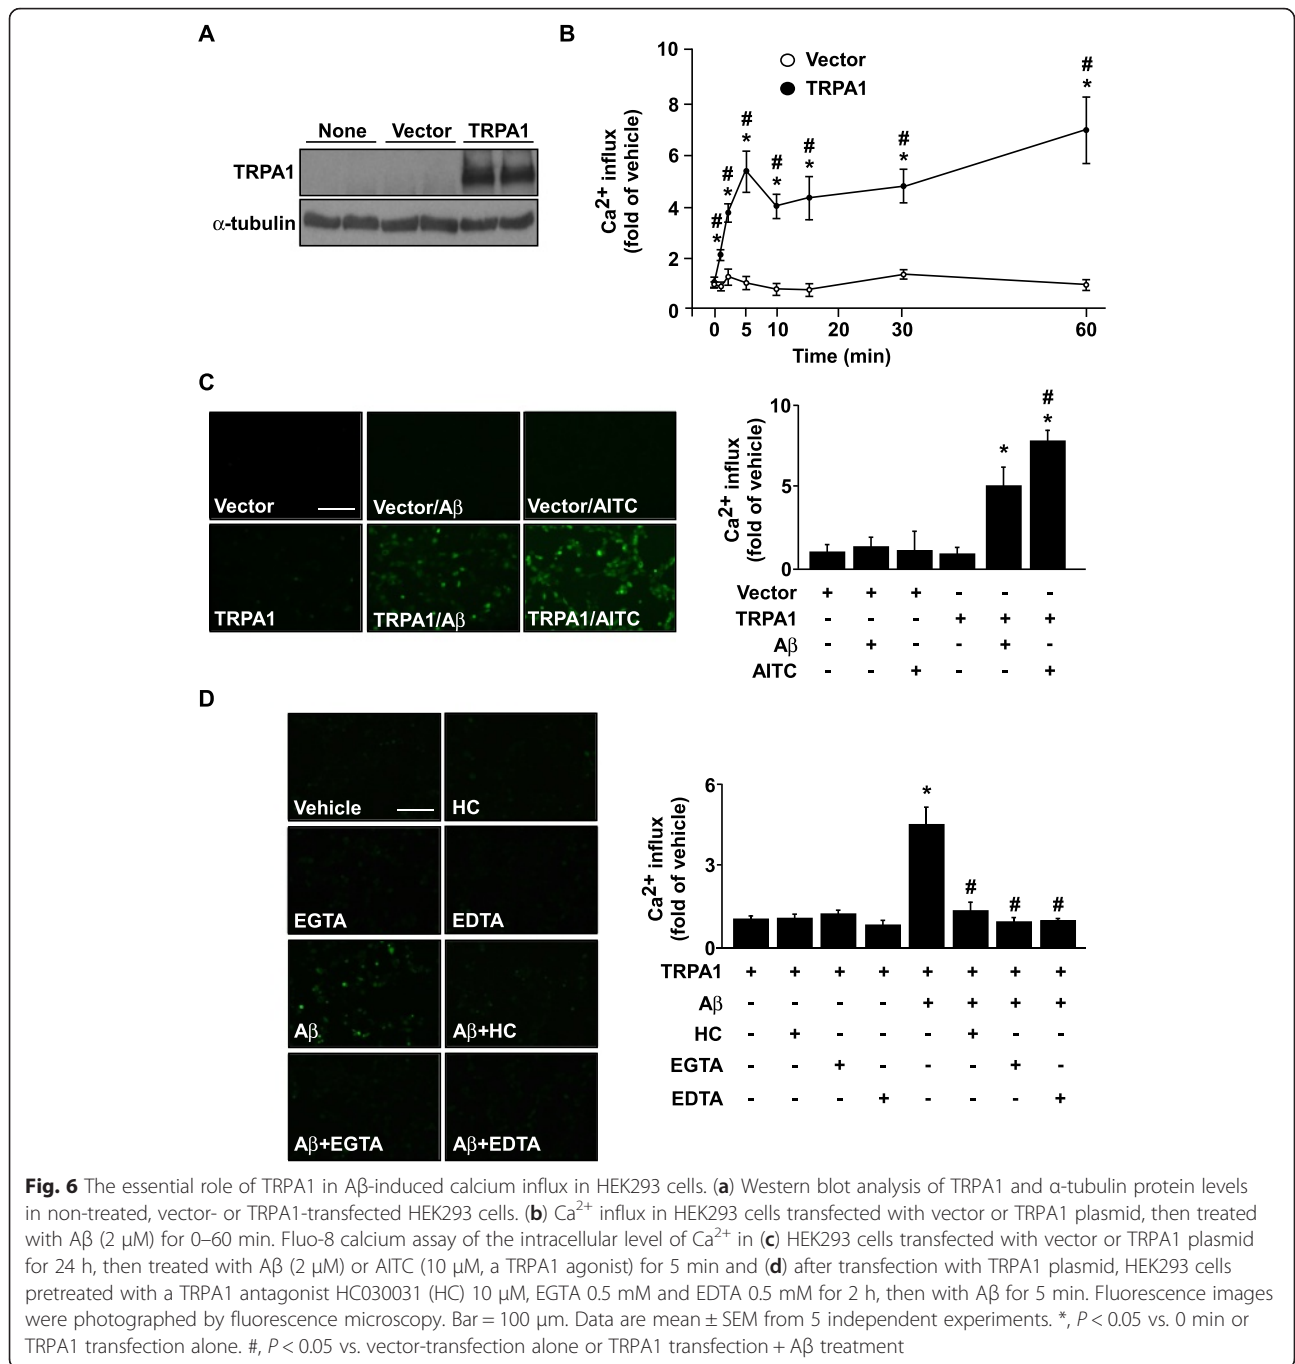 A
None Vector TRPA1
TRPA1
α-tubulin
B
10
8
6
4
2
0
Ca2+ influx
(fold of vehicle)
Vector
TRPA1
# * # * # * # * # * # * # *
0 5 10 20 30 60
Time (min)
C
Vector Vector/Aβ Vector/AITC
TRPA1 TRPA1/Aβ TRPA1/AITC
10
5
0
Ca2+ influx
(fold of vehicle)
* # *
Vector + + + - - -
TRPA1 - - - + + +
Aβ - + - - + -
AITC - - + - - +
D
Vehicle HC
EGTA EDTA
Aβ Aβ+HC
Aβ+EGTA Aβ+EDTA
6
3
0
Ca2+ influx
(fold of vehicle)
* # # #
TRPA1 + + + + + + + +
Aβ - - - - + + + +
HC - + - - - + - -
EGTA - - + - - - + -
EDTA - - - + - - - +
Fig. 6 The essential role of TRPA1 in Aβ-induced calcium influx in HEK293 cells. (a) Western blot analysis of TRPA1 and α-tubulin protein levels
in non-treated, vector- or TRPA1-transfected HEK293 cells. (b) Ca2+ influx in HEK293 cells transfected with vector or TRPA1 plasmid, then treated
with Aβ (2 μM) for 0–60 min. Fluo-8 calcium assay of the intracellular level of Ca2+ in (c) HEK293 cells transfected with vector or TRPA1 plasmid
for 24 h, then treated with Aβ (2 μM) or AITC (10 μM, a TRPA1 agonist) for 5 min and (d) after transfection with TRPA1 plasmid, HEK293 cells
pretreated with a TRPA1 antagonist HC030031 (HC) 10 μM, EGTA 0.5 mM and EDTA 0.5 mM for 2 h, then with Aβ for 5 min. Fluorescence images
were photographed by fluorescence microscopy. Bar = 100 μm. Data are mean ± SEM from 5 independent experiments. *, P < 0.05 vs. 0 min or
TRPA1 transfection alone. #, P < 0.05 vs. vector-transfection alone or TRPA1 transfection + Aβ treatment